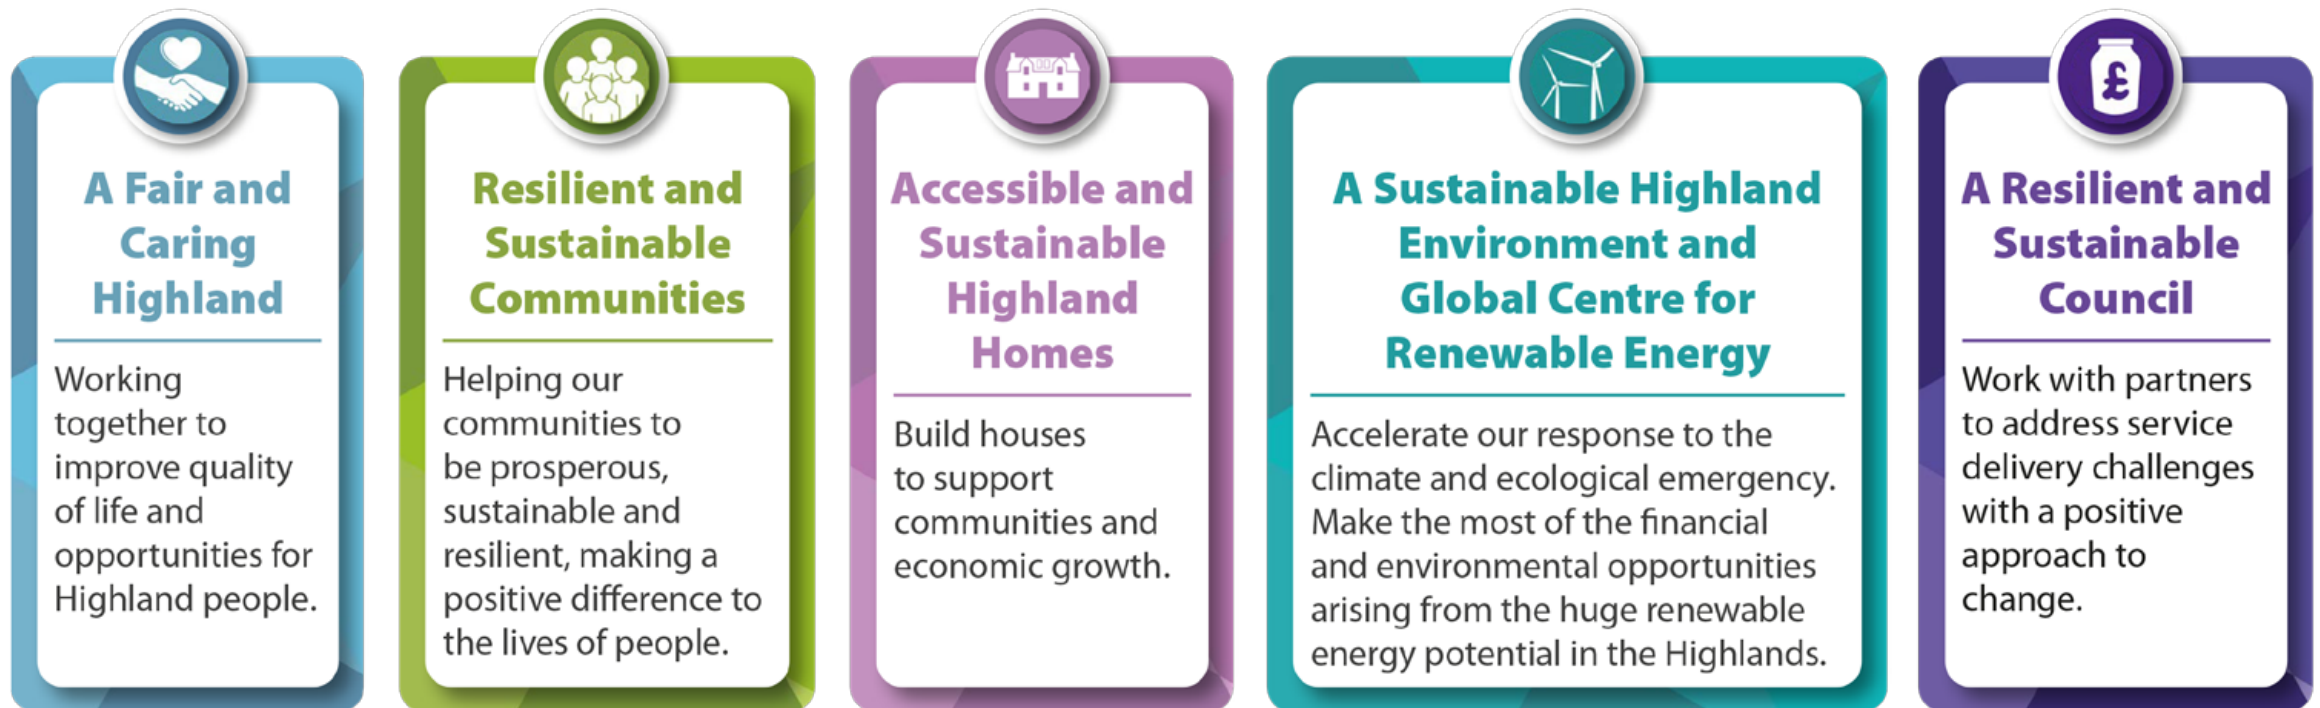 A Fair and
Caring
Highland
Working
together to
improve quality
of life and
opportunities for
Highland people.
Resilient and
Sustainable
Communities
Helping our
communities to
be prosperous,
sustainable and
resilient, making a
positive difference to
the lives of people.
Accessible and
Sustainable
Highland
Homes
Build houses
to support
communities and
economic growth.
A Sustainable Highland
Environment and
Global Centre for
Renewable Energy
Accelerate our response to the
climate and ecological emergency.
Make the most of the financial
and environmental opportunities
arising from the huge renewable
energy potential in the Highlands.
£
A Resilient and
Sustainable
Council
Work with partners
to address service
delivery challenges
with a positive
approach to
change.